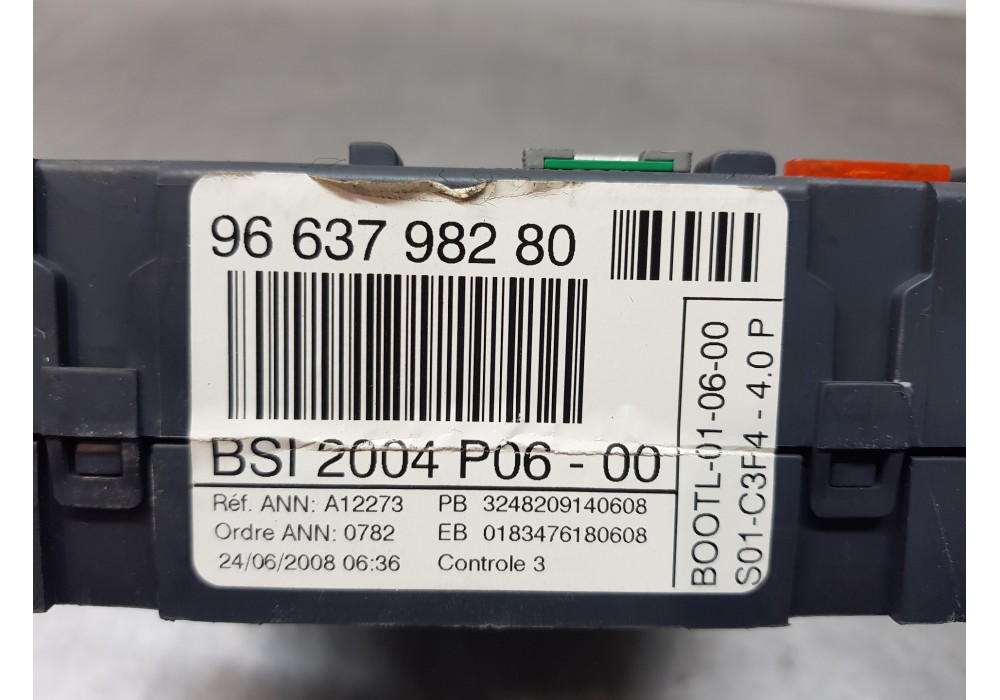 96 637 982 80
BSI 2004 P06 - 00
Réf. ANN: A12273 PB 3248209140608
Ordre ANN: 0782 EB 0183476180608
24/06/2008 06:36 Controle 3
BOOTL-01-06-00
S01-C3F4 - 4.0 P